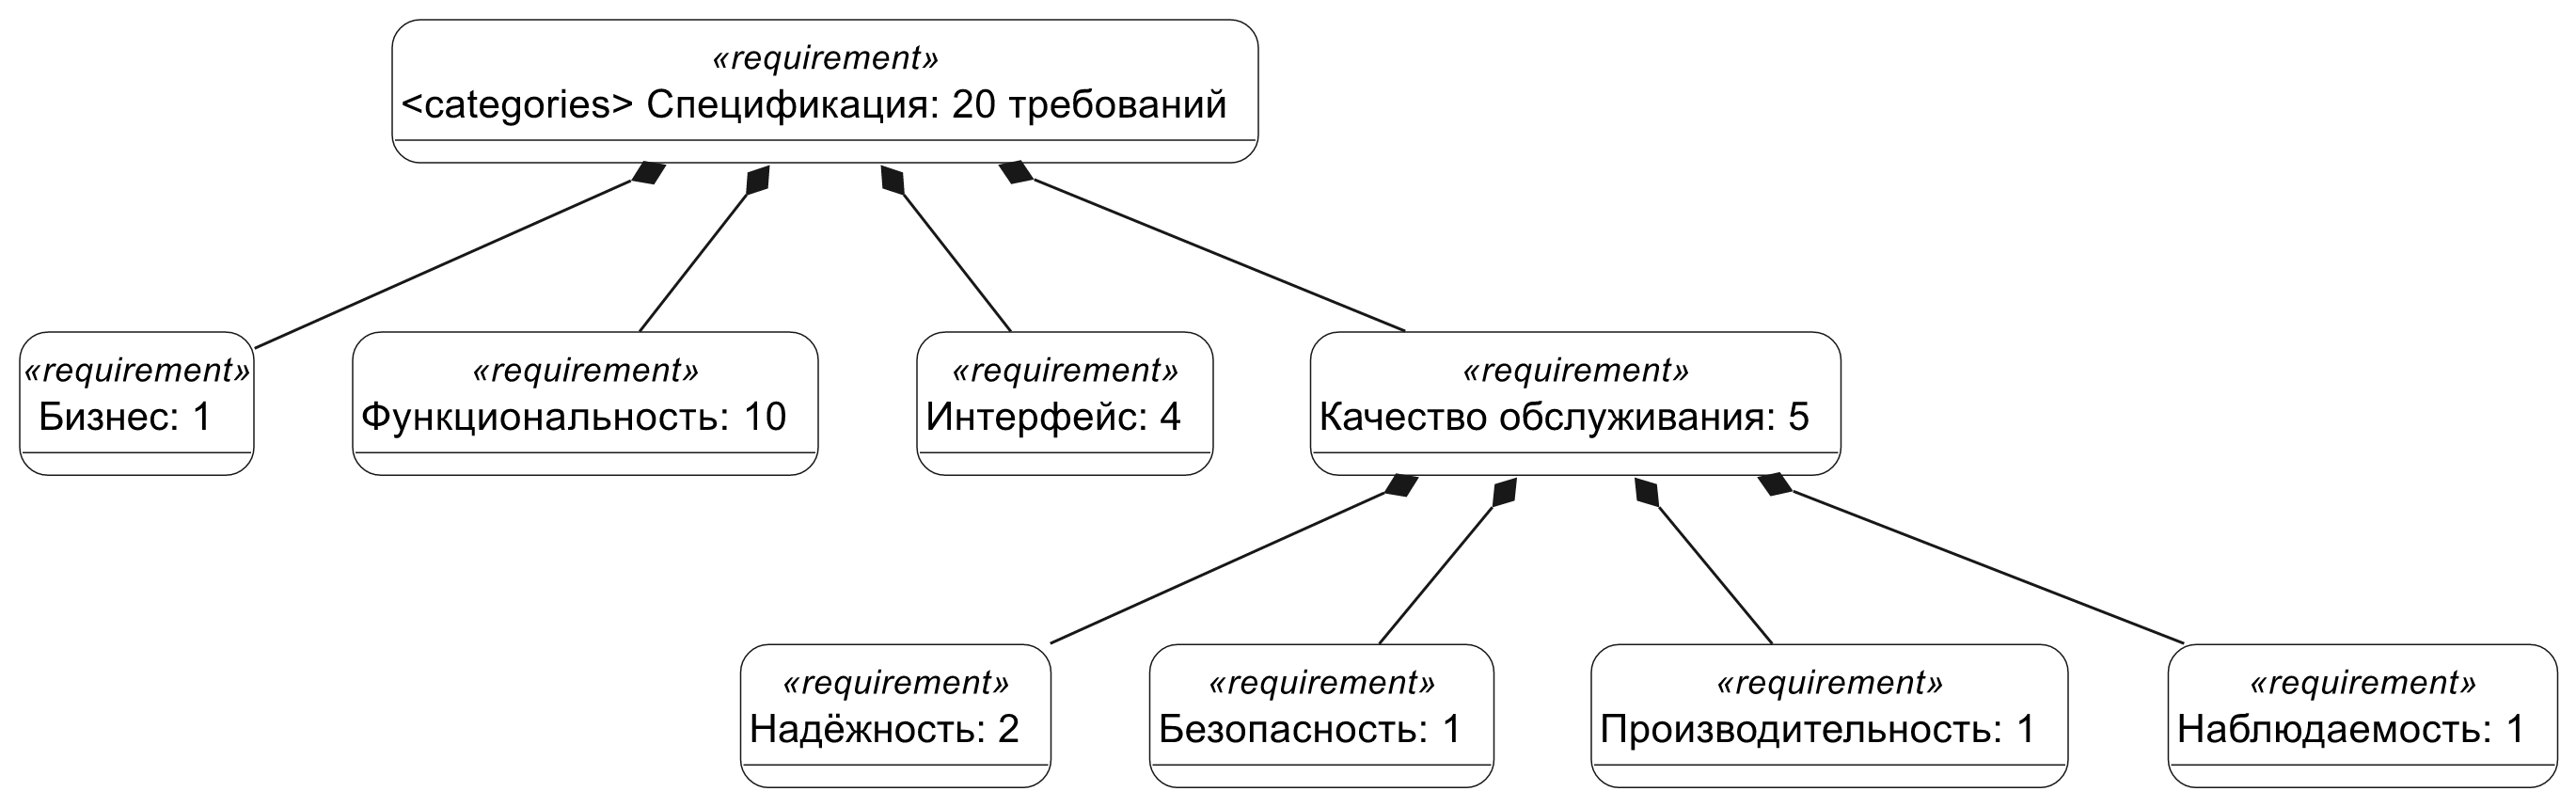 «requirement»
<categories> Спецификация: 20 требований
«requirement»
Бизнес: 1
«requirement»
Функциональность: 10
«requirement»
Интерфейс: 4
«requirement»
Качество обслуживания: 5
«requirement»
Надёжность: 2
«requirement»
Безопасность: 1
«requirement»
Производительность: 1
«requirement»
Наблюдаемость: 1